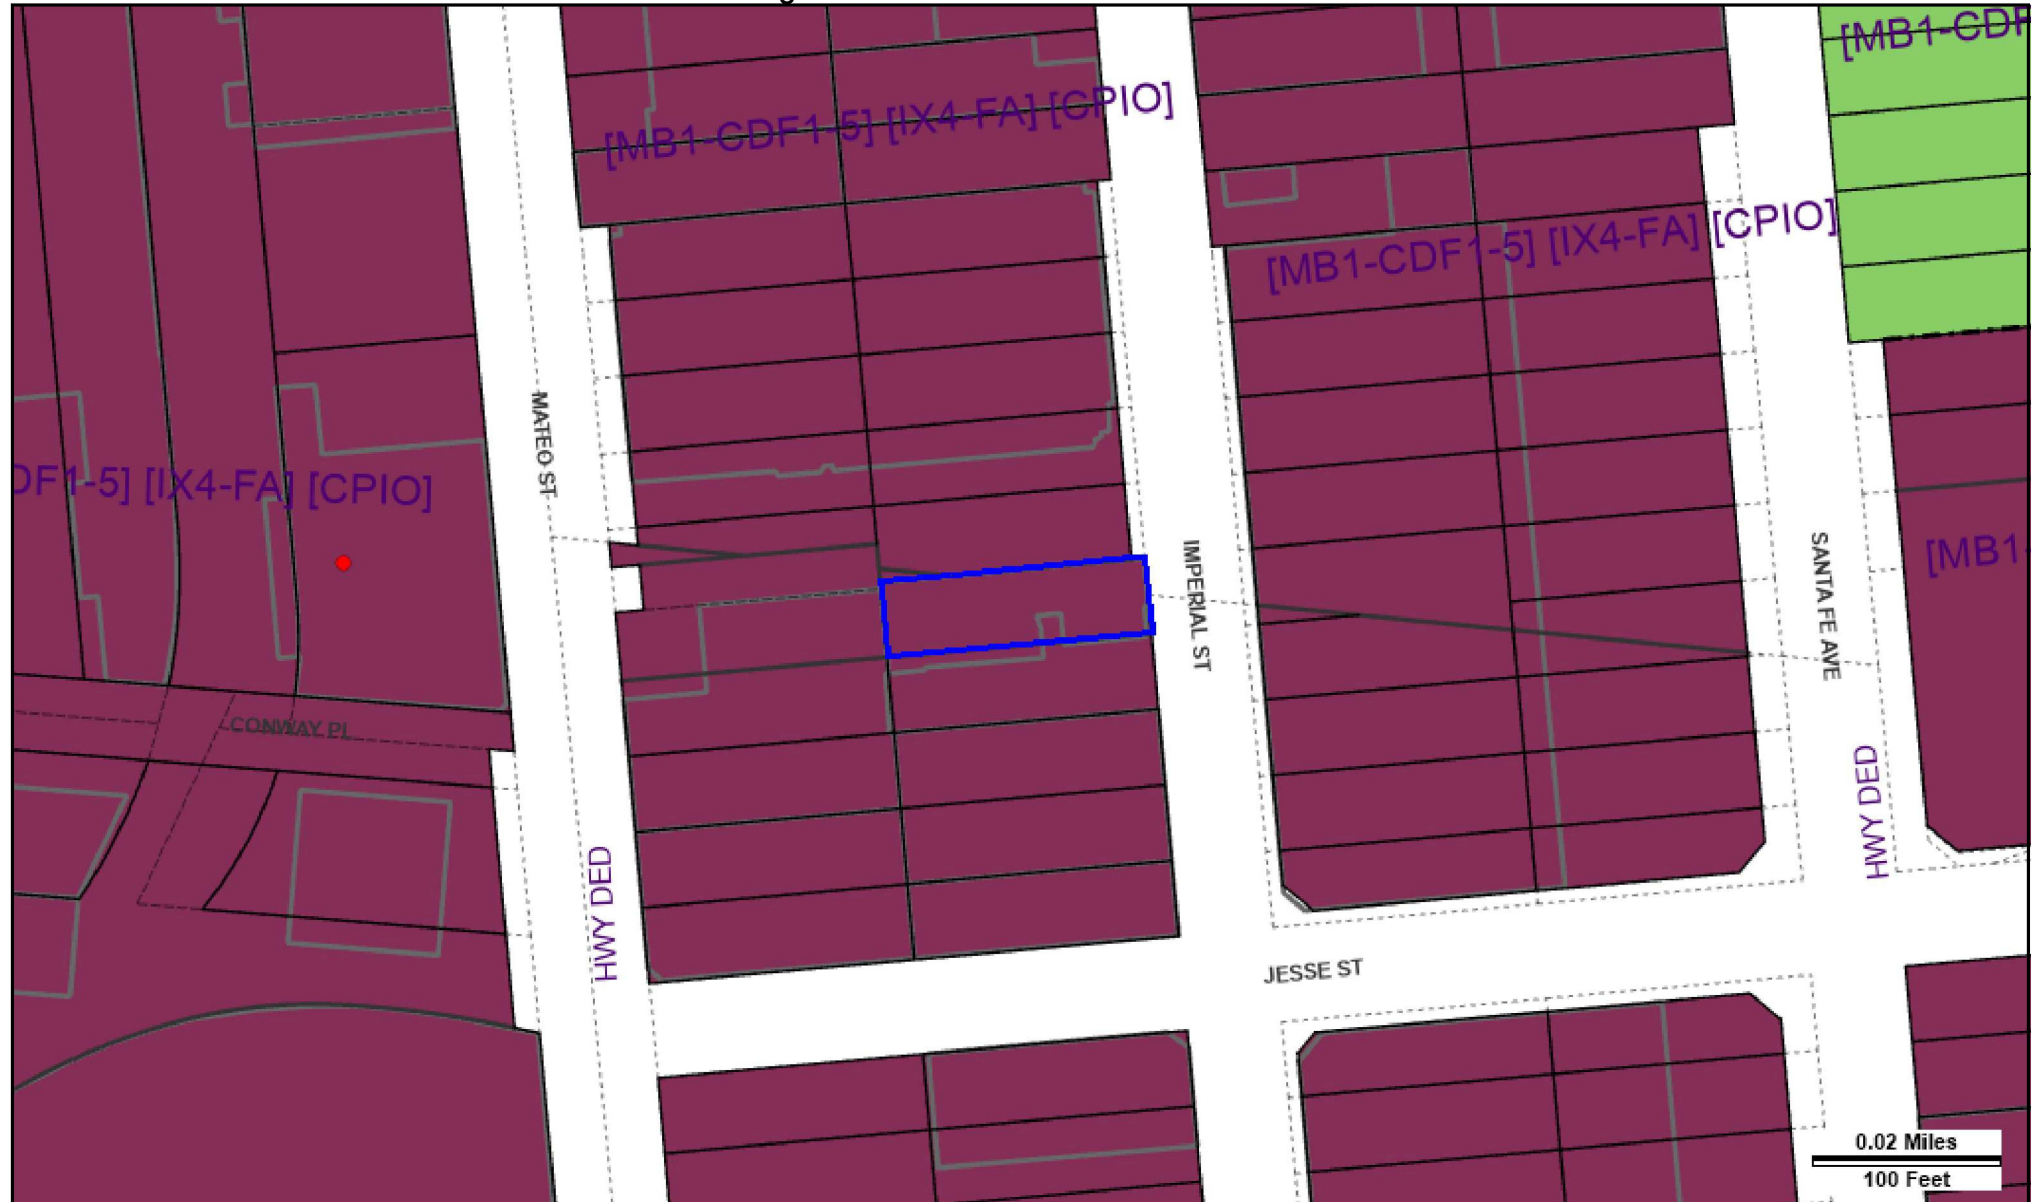 [MB1-CDF
[MB1-CDF1-5] [IX4-FA] [CPIO]
[MB1-CDF1-5] [IX4-FA] [CPIO]
DF1-5] [IX4-FA] [CPIO]
MATEO ST
IMPERIAL ST
SANTA FE AVE
[MB1-
CONWAY PL
HWY DED
HWY DED
JESSE ST
0.02 Miles
100 Feet